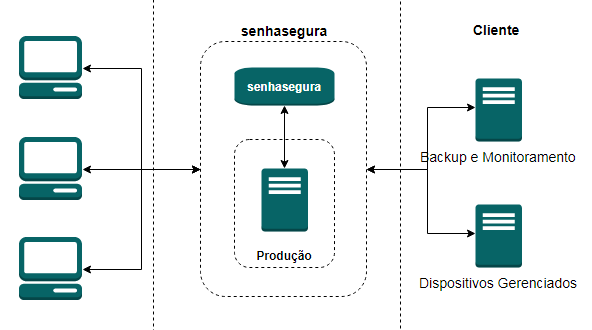 senhasegura
Cliente
senhasegura
Backup e Monitoramento
Produção
Dispositivos Gerenciados